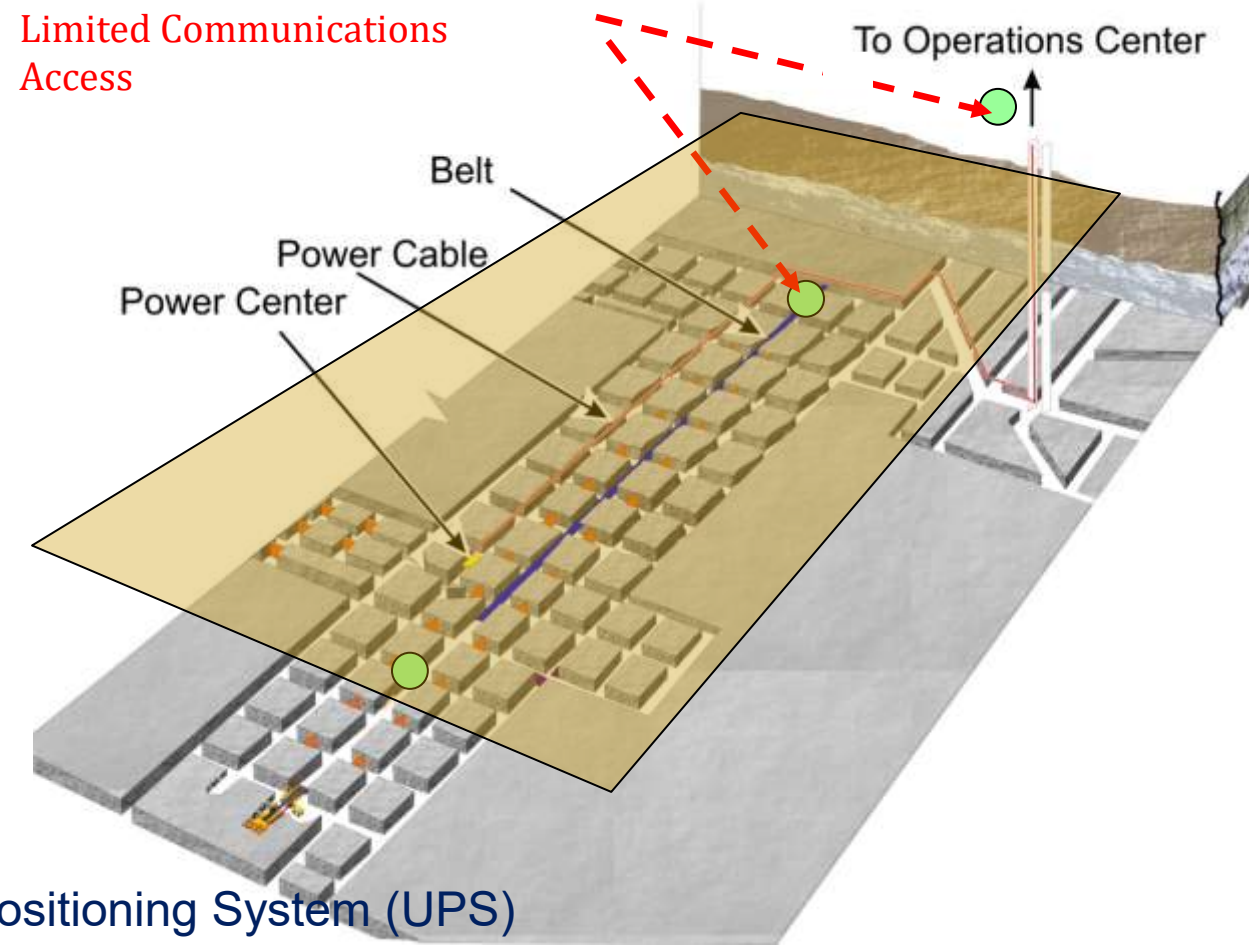 Limited Communications
Access
To Operations Center
Belt
Power Cable
Power Center
ositioning System (UPS)